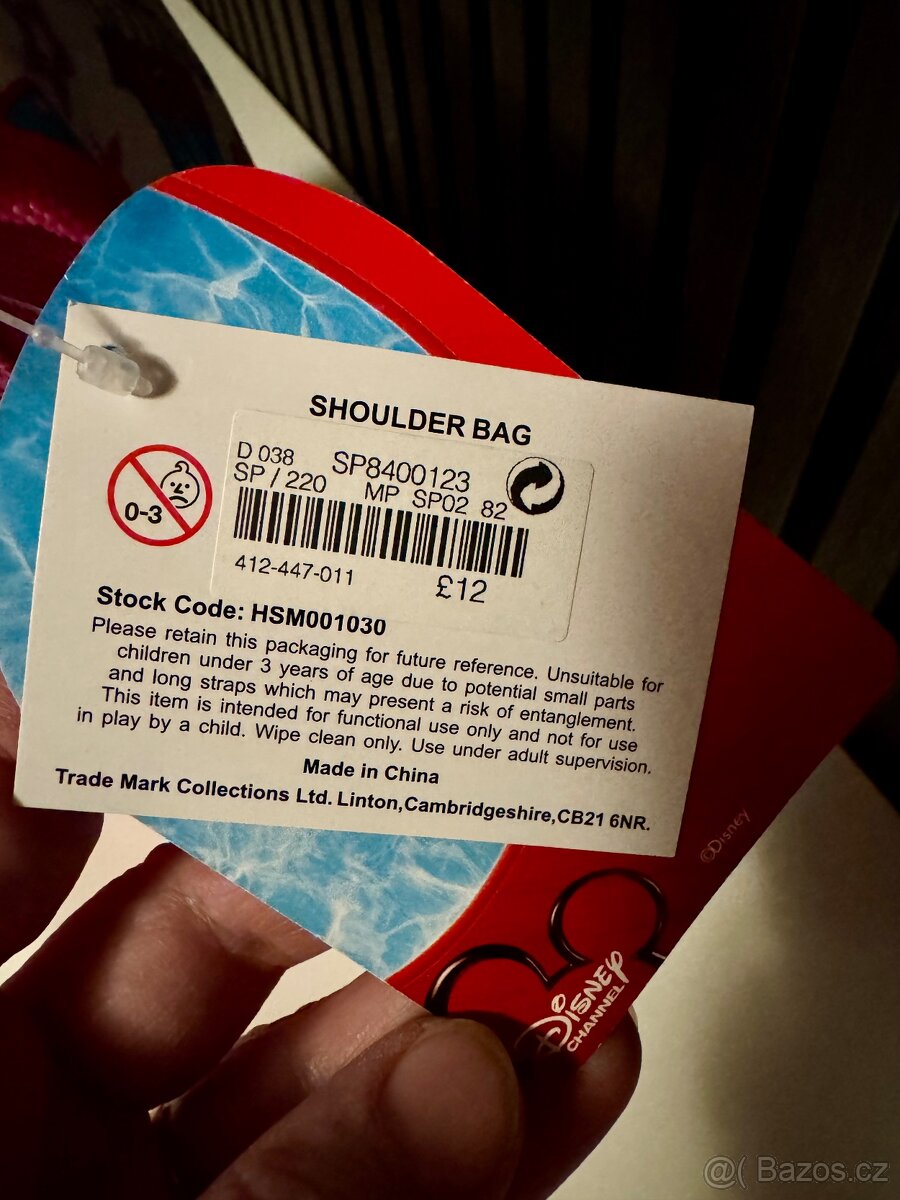 SHOULDER BAG
D 038 SP8400123
SP / 220 MP SP02 82
0-3
412-447-011 £12
Stock Code: HSM001030
Please retain this packaging for future reference. Unsuitable for
children under 3 years of age due to potential small parts
and long straps which may present a risk of entanglement.
This item is intended for functional use only and not for use
in play by a child. Wipe clean only. Use under adult supervision.
Made in China
Trade Mark Collections Ltd. Linton,Cambridgeshire,CB21 6NR.
©Disney
Disney
CHANNEL
@( Bazos.cz